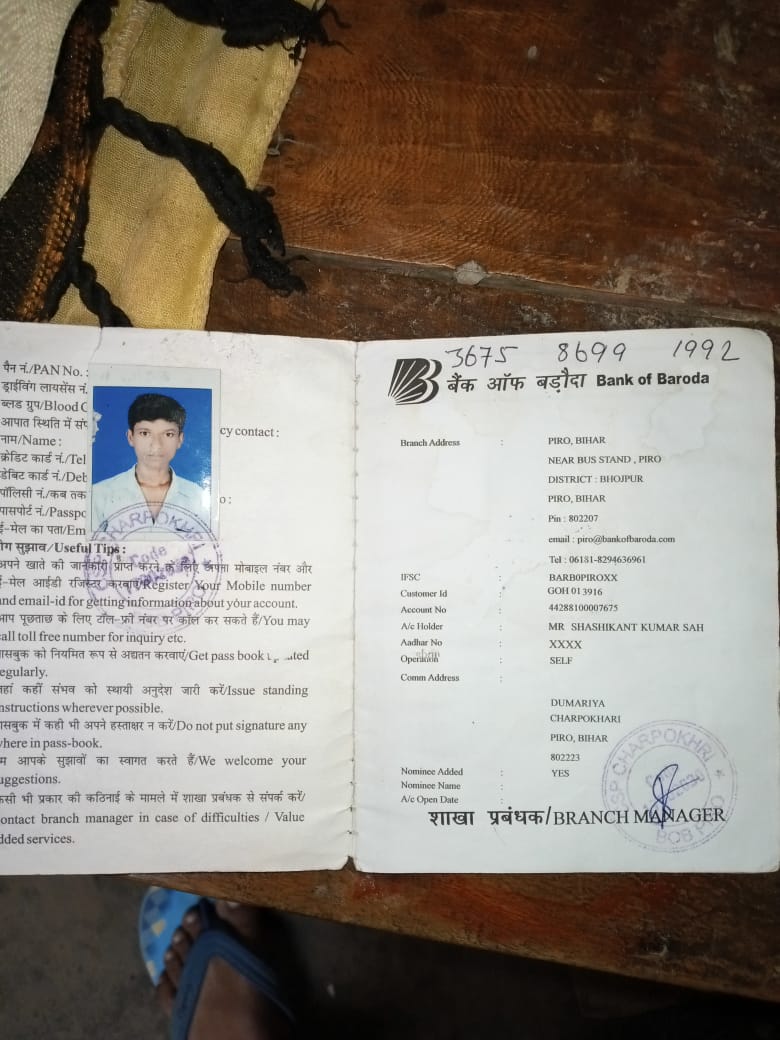 पैन नं./PAN No. :
ड्राईविंग लायसेंस नं.
ब्लड ग्रुप/Blood G
आपात स्थिति में संप cy contact :
नाम/Name :
क्रेडिट कार्ड नं./Tel
डेबिट कार्ड नं./Deb
पॉलिसी नं./कब तक o :
पासपोर्ट नं./Passpo
ई-मेल का पता/Em
Useful Tips :
अपने खाते की जानकारी प्राप्त करने के लिए अपना मोबाइल नंबर और
ई-मेल आईडी रजिस्टर करवाएं/Register Your Mobile number
and email-id for getting information about your account.
आप पूछताछ के लिए टॉल-फ्री नंबर पर कॉल कर सकते हैं/You may
call toll free number for inquiry etc.
पासबुक को नियमित रूप से अद्यतन करवाएं/Get pass book
regularly.
जहां कहीं संभव को स्थायी अनुदेश जारी करें/Issue standing
instructions wherever possible.
पासबुक में कही भी अपने हस्ताक्षर न करें/Do not put signature any
where in pass-book.
हम आपके सुझावों का स्वागत करते हैं/We welcome your
suggestions.
किसी भी प्रकार की कठिनाई के मामले में शाखा प्रबंधक से संपर्क करें/
contact branch manager in case of difficulties / Value
added services.
CHARPOKHRI
Code
3675 8699 1992
बैंक ऑफ बड़ौदा Bank of Baroda
Branch Address : PIRO, BIHAR
NEAR BUS STAND , PIRO
DISTRICT : BHOJPUR
PIRO, BIHAR
Pin : 802207
email : piro@bankofbaroda.com
Tel : 06181-8294636961
IFSC : BARB0PIROXX
Customer Id : GOH 013916
Account No : 44288100007675
A/c Holder : MR SHASHIKANT KUMAR SAH
Aadhar No : XXXX
Operation : SELF
Comm Address :
DUMARIYA
CHARPOKHARI
PIRO, BIHAR
802223
Nominee Added : YES
Nominee Name :
A/c Open Date :
शाखा प्रबंधक/BRANCH MANAGER
CSP CHARPOKHRI
BOB PIRO